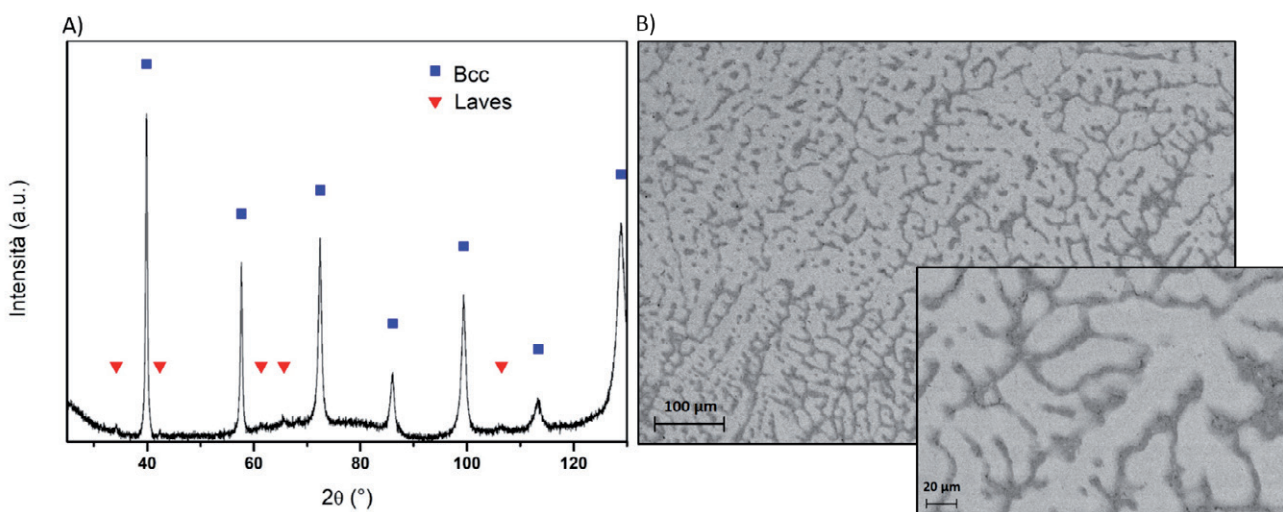 A)
Bcc
Laves
Intensità (a.u.)
40
60
80
100
120
2θ (°)
B)
100 µm
20 µm